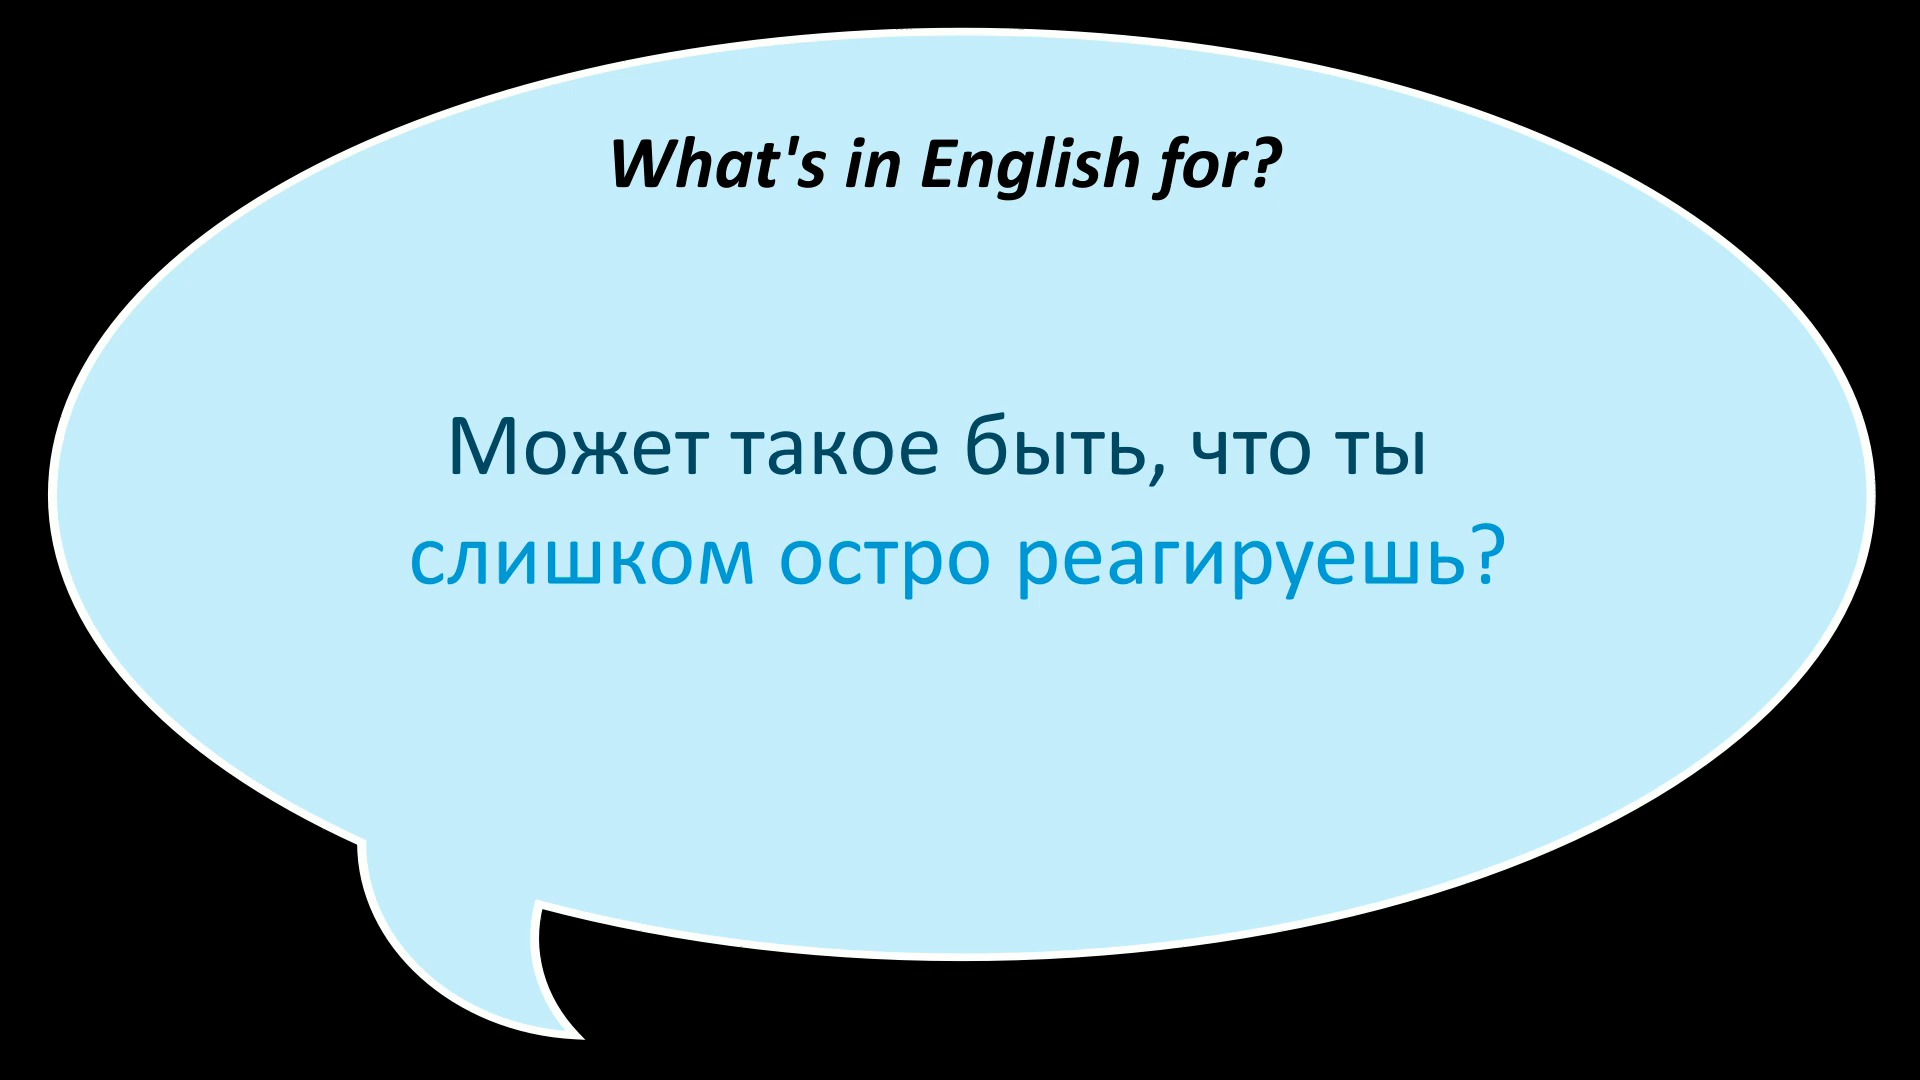 What's in English for?
Может такое быть, что ты
слишком остро реагируешь?